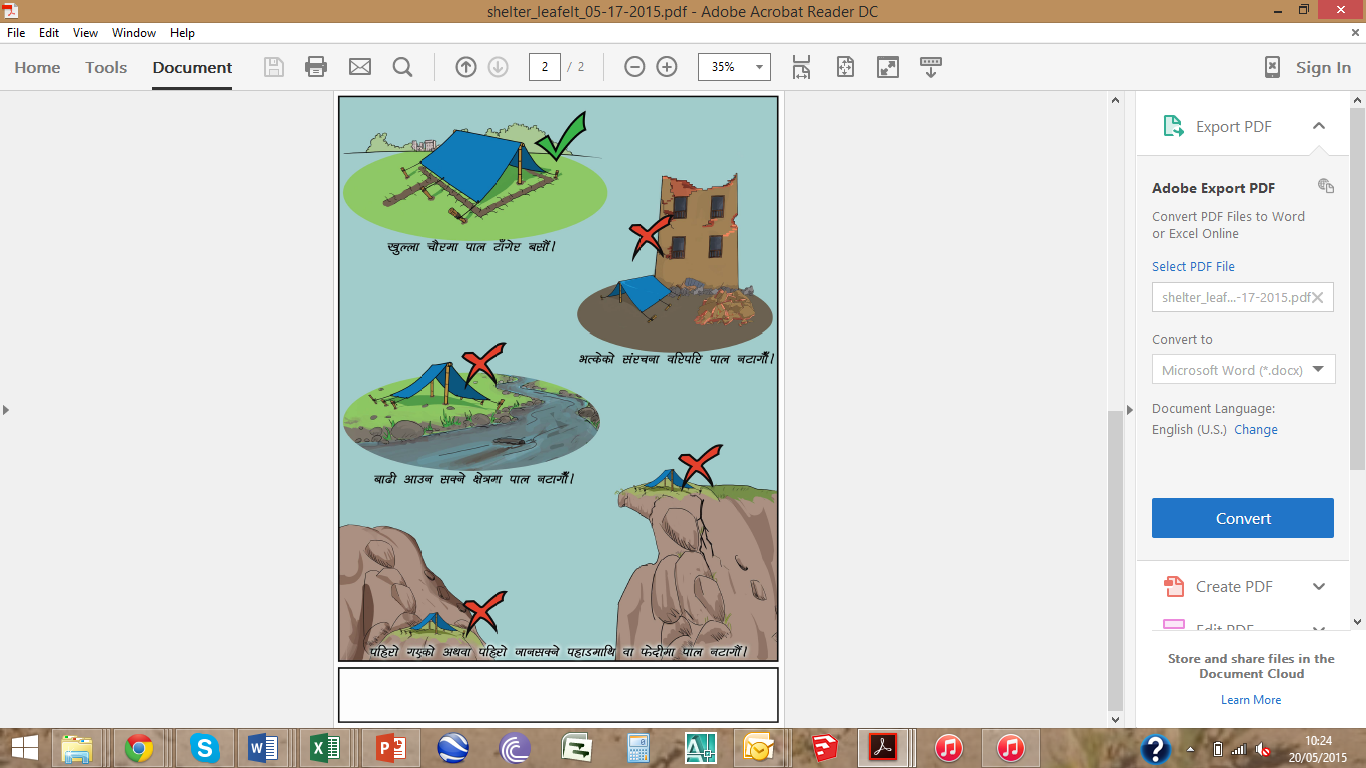 shelter_leafelt_05-17-2015.pdf - Adobe Acrobat Reader DC
File Edit View Window Help
Home Tools Document 2 / 2 35% Sign In
खुल्ला चौरमा पाल टाँगेर बसौं।
भत्केको संरचना वरिपरि पाल नटागौँ।
बाढी आउन सक्ने क्षेत्रमा पाल नटागौँ।
पहिरो गएको अथवा पहिरो जानसक्ने पहाडमाथि वा फेदीमा पाल नटागौं।
Export PDF
Adobe Export PDF
Convert PDF Files to Word
or Excel Online
Select PDF File
shelter_leaf...-17-2015.pdf
Convert to
Microsoft Word (*.docx)
Document Language:
English (U.S.) Change
Convert
Create PDF
Edit PDF
Store and share files in the
Document Cloud
Learn More
10:24
20/05/2015